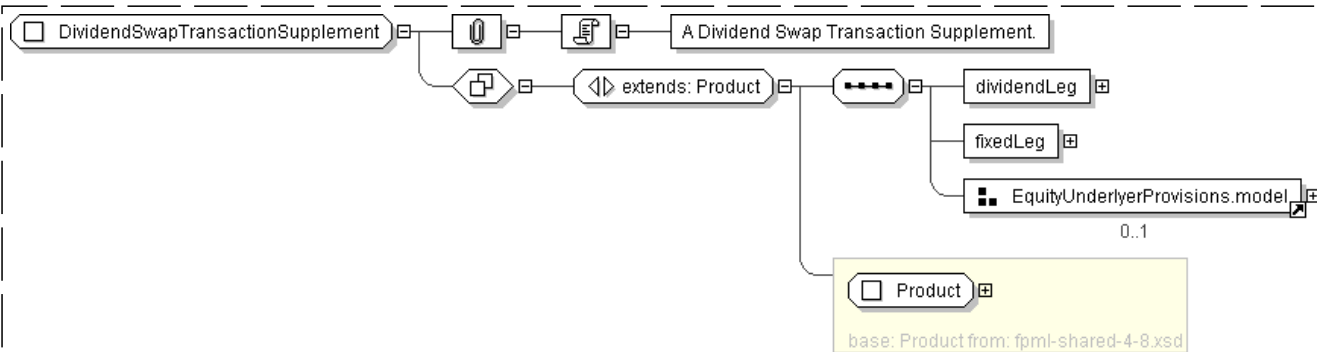 DividendSwapTransactionSupplement
A Dividend Swap Transaction Supplement.
extends: Product
dividendLeg
fixedLeg
EquityUnderlyerProvisions.model
0..1
Product
base: Product from: fpml-shared-4-8.xsd